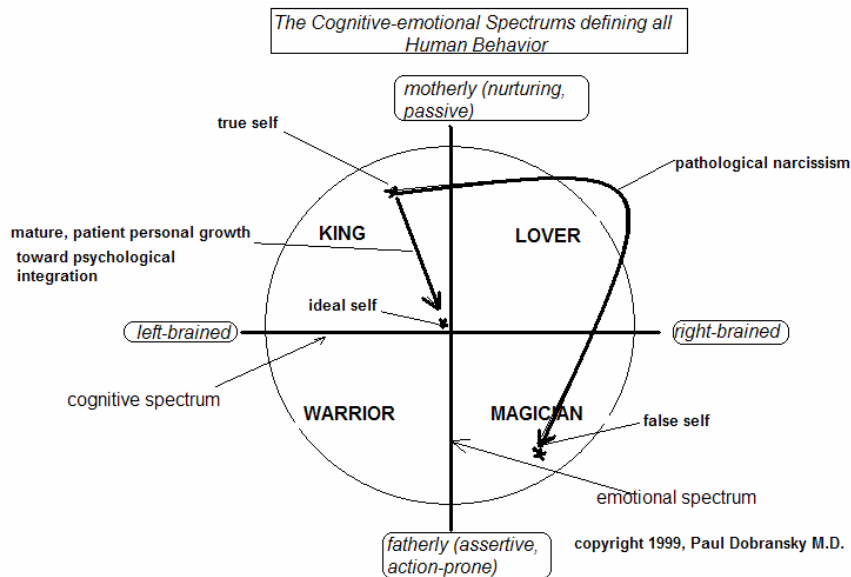 The Cognitive-emotional Spectrums defining all
Human Behavior
motherly (nurturing,
passive)
true self
pathological narcissism
mature, patient personal growth
toward psychological
integration
KING
LOVER
ideal self
left-brained
right-brained
cognitive spectrum
WARRIOR
MAGICIAN
false self
emotional spectrum
fatherly (assertive,
action-prone)
copyright 1999, Paul Dobransky M.D.